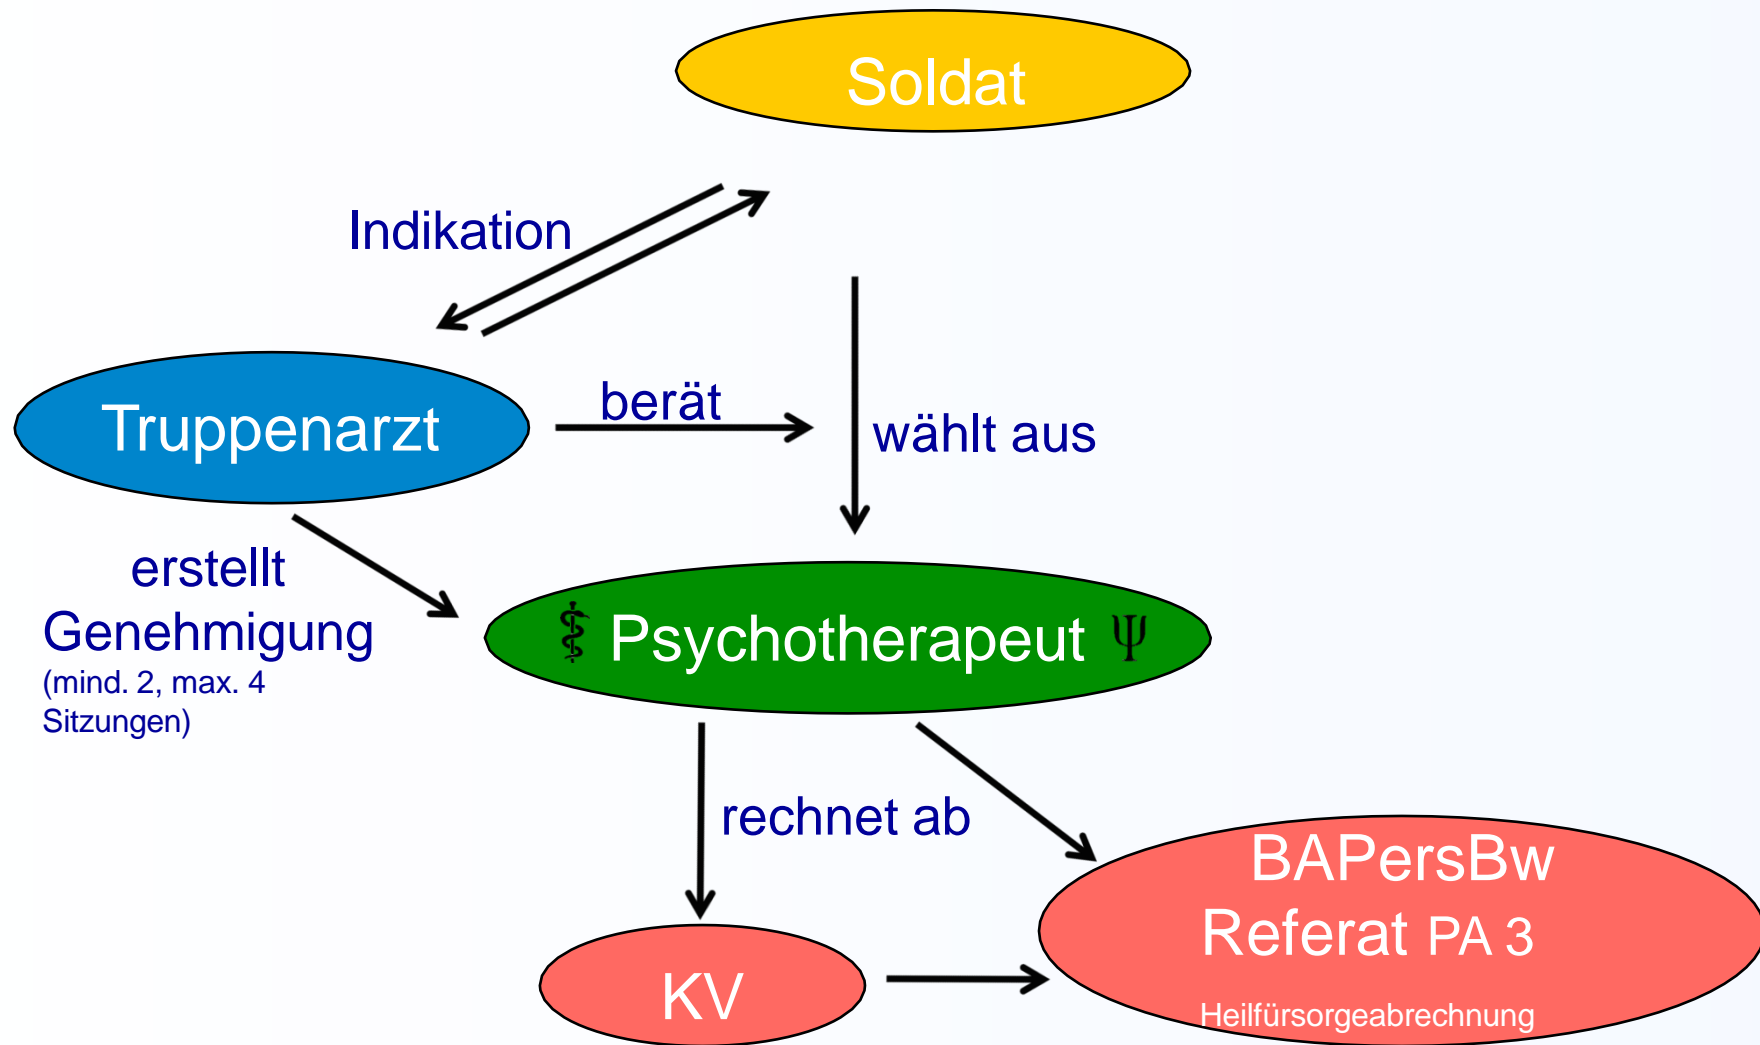 Soldat
Indikation
Truppenarzt
berät
wählt aus
erstellt
Genehmigung
(mind. 2, max. 4
Sitzungen)
Psychotherapeut Ψ
rechnet ab
BAPersBw
Referat PA 3
Heilfürsorgeabrechnung
KV